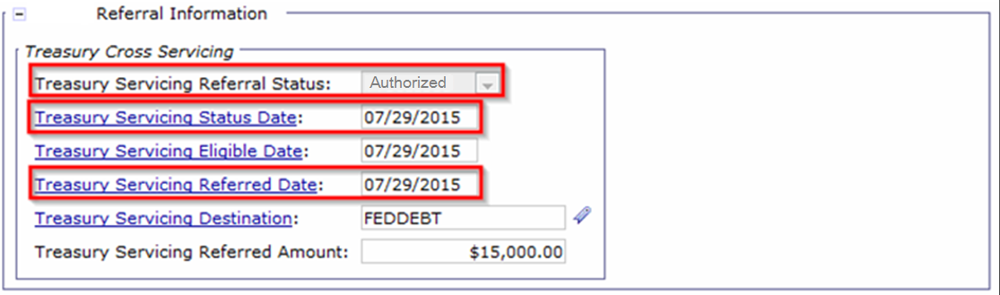 Referral Information
Treasury Cross Servicing
Treasury Servicing Referral Status: Authorized
Treasury Servicing Status Date: 07/29/2015
Treasury Servicing Eligible Date: 07/29/2015
Treasury Servicing Referred Date: 07/29/2015
Treasury Servicing Destination: FEDDEBT
Treasury Servicing Referred Amount: $15,000.00